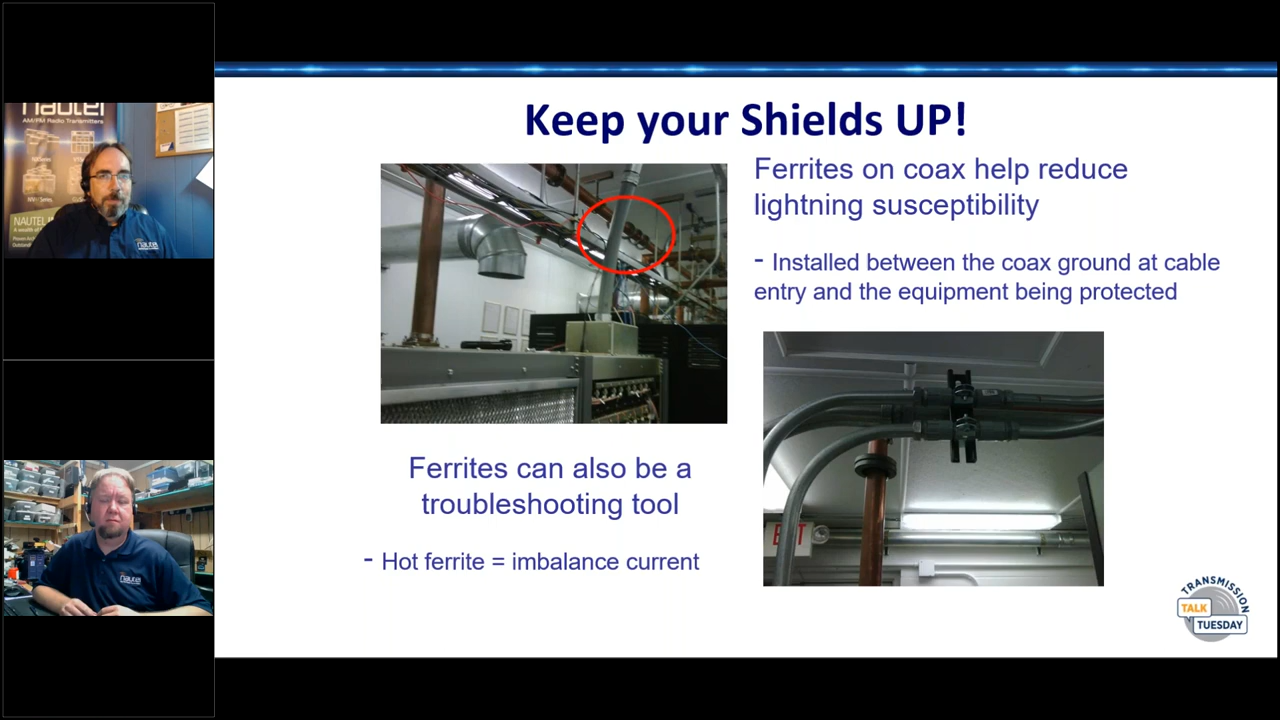 nautel
AM/FM Radio Transmitters
Keep your Shields UP!
Ferrites on coax help reduce
lightning susceptibility
- Installed between the coax ground at cable
entry and the equipment being protected
Ferrites can also be a
troubleshooting tool
- Hot ferrite = imbalance current
TRANSMISSION
TALK
TUESDAY
nautel